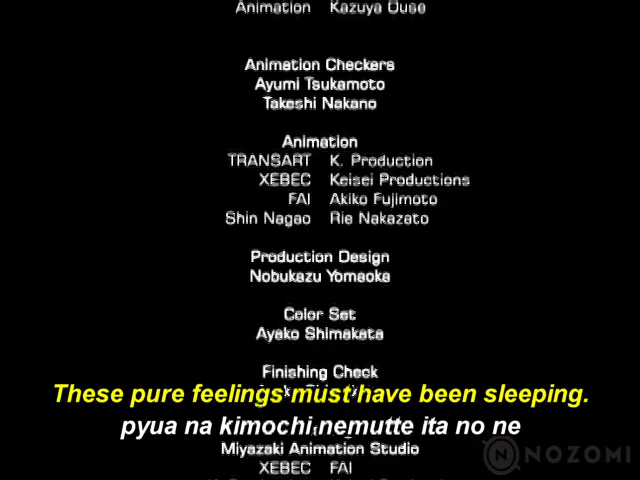 Animation Kazuya Ouse
Animation Checkers
Ayumi Tsukamoto
Takeshi Nakano
Animation
TRANSART K. Production
XEBEC Keisei Productions
FAI Akiko Fujimoto
Shin Nagao Rie Nakazato
Production Design
Nobukazu Yomaoka
Color Set
Ayako Shimakata
Finishing Check
These pure feelings must have been sleeping.
pyua na kimochi nemutte ita no ne
Miyazaki Animation Studio
XEBEC FAI
NOZOMI